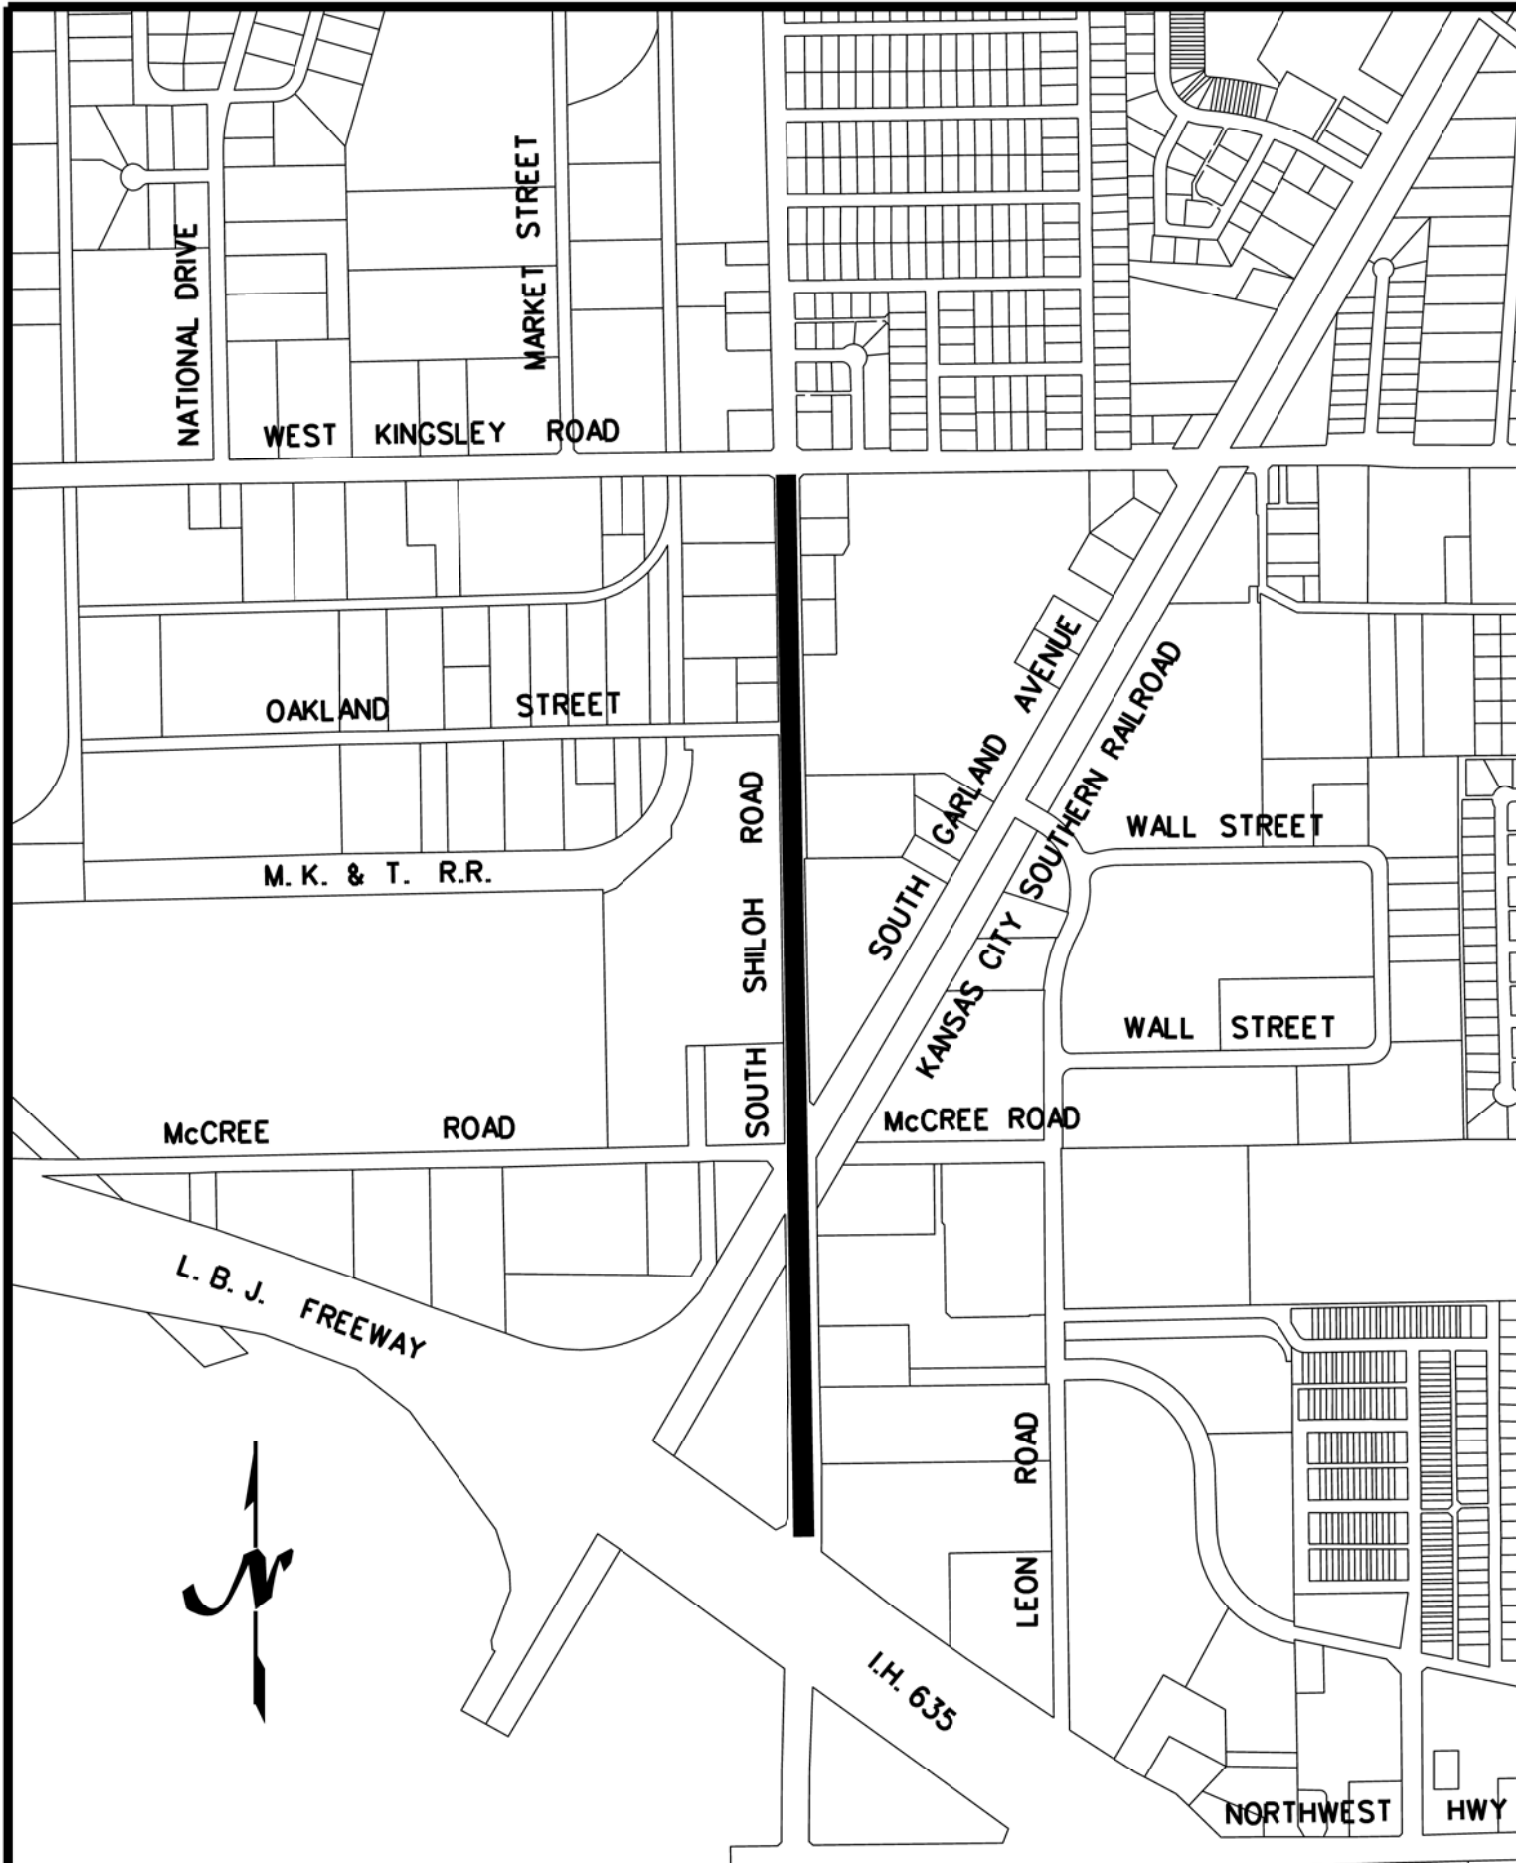 NATIONAL DRIVE
MARKET STREET
WEST KINGSLEY ROAD
OAKLAND STREET
SOUTH GARLAND AVENUE
KANSAS CITY SOUTHERN RAILROAD
SOUTH SHILOH ROAD
WALL STREET
M. K. & T. R.R.
WALL STREET
McCREE ROAD
McCREE ROAD
L. B. J. FREEWAY
LEON ROAD
N
I.H. 635
NORTHWEST HWY